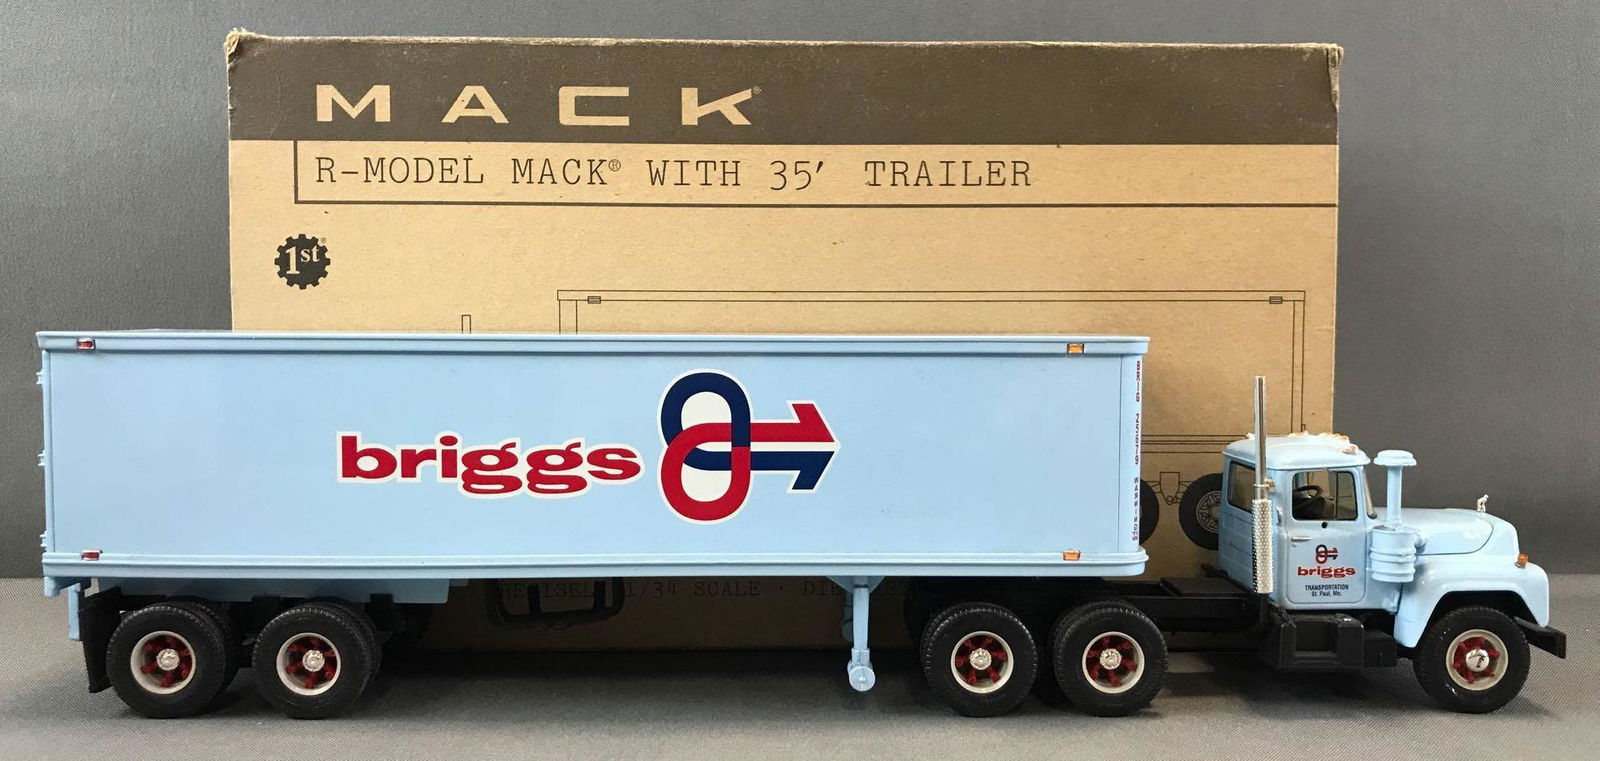 MACK®
R-MODEL MACK® WITH 35' TRAILER
1st®
briggs
briggs
TRANSPORTATION
St. Paul, Mn.
1/34 SCALE ·